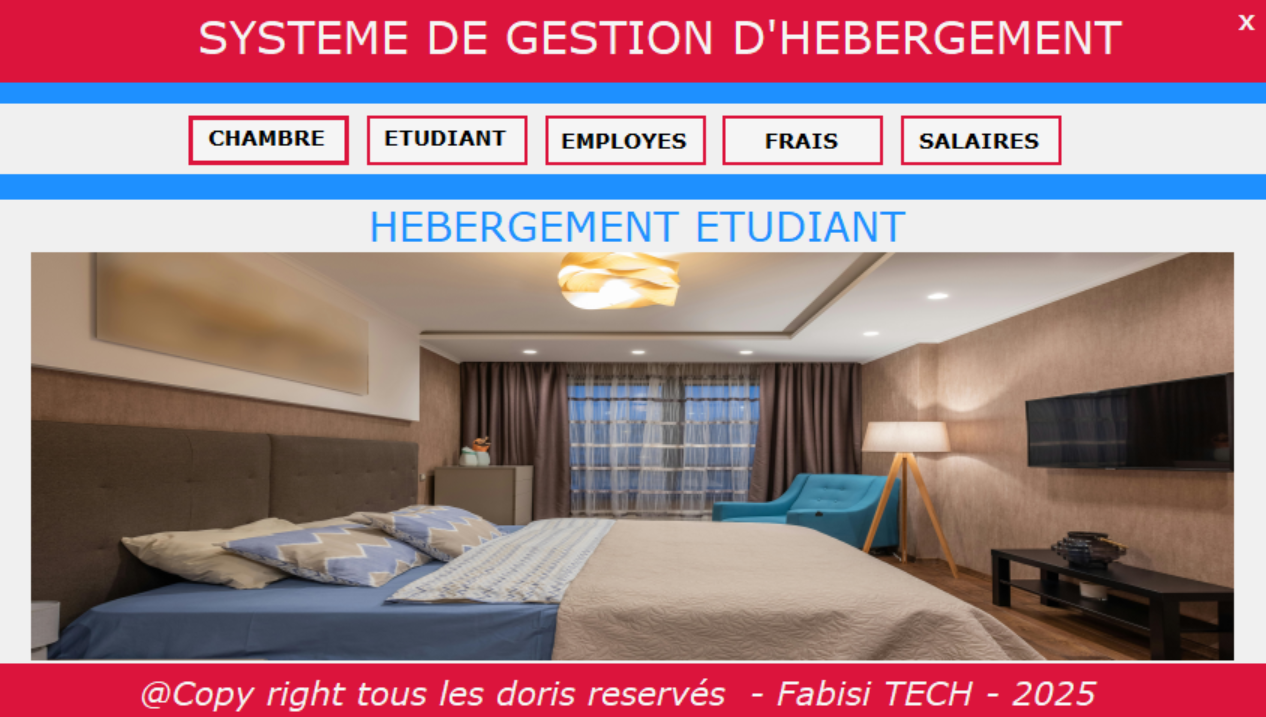 SYSTEME DE GESTION D'HEBERGEMENT X
CHAMBRE ETUDIANT EMPLOYES FRAIS SALAIRES
HEBERGEMENT ETUDIANT
@Copy right tous les doris reservés - Fabisi TECH - 2025